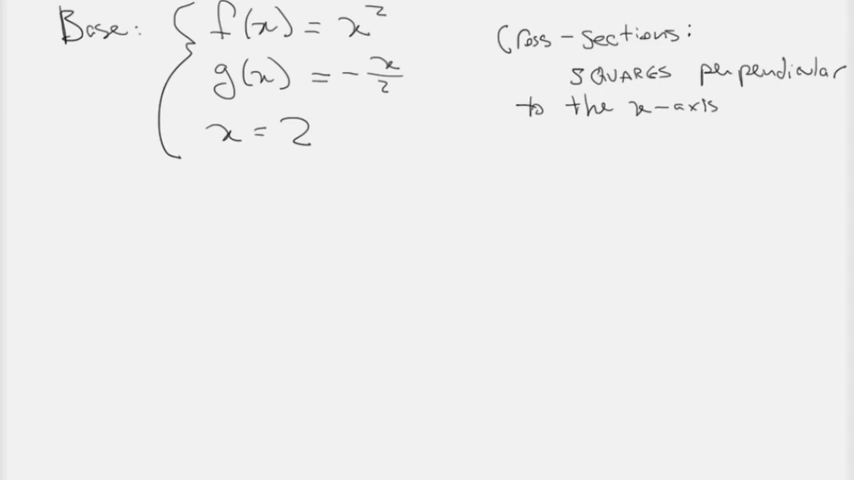 Base: { f(x) = x²
g(x) = -x/2
x = 2
Cross-sections:
SQUARES perpendicular
to the x-axis